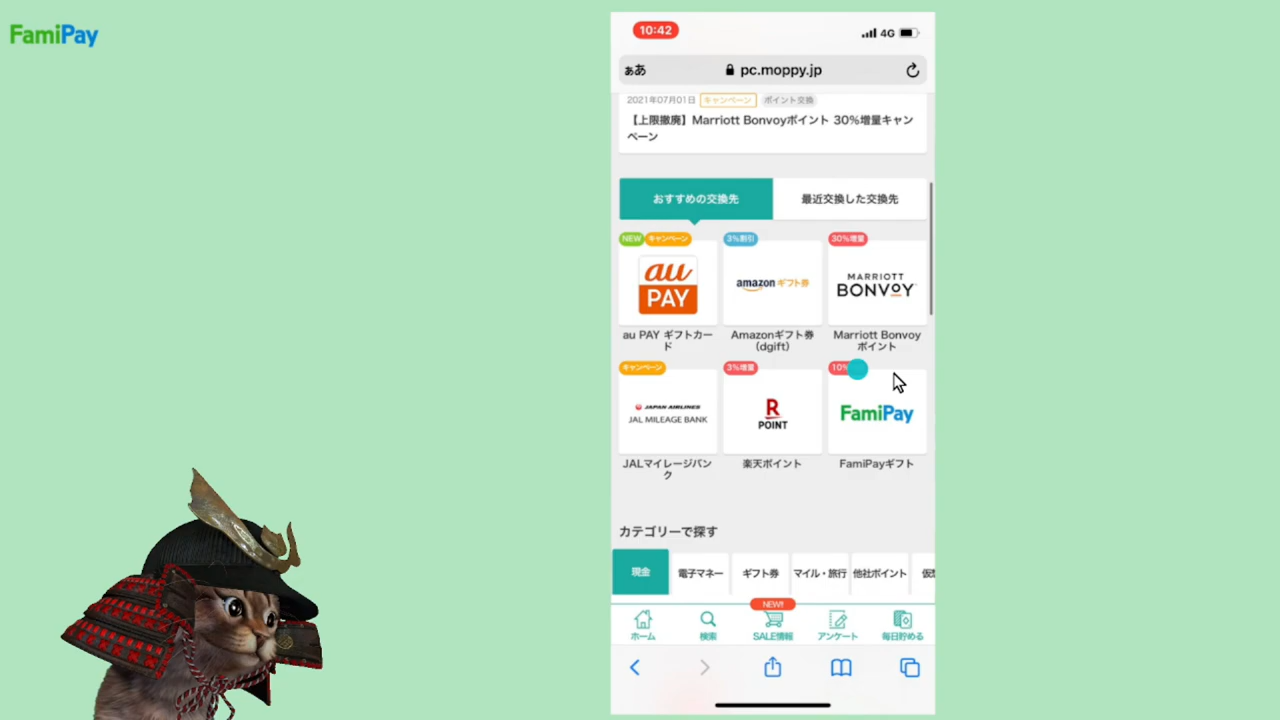 FamiPay
10:42
4G
ぁあ
pc.moppy.jp
2021年07月01日 キャンペーン ポイント交換
【上限撤廃】Marriott Bonvoyポイント 30%増量キャン
ペーン
おすすめの交換先
最近交換した交換先
NEW キャンペーン
3%割引
30%増量
au
PAY
amazon ギフト券
MARRIOTT
BONVOY
au PAY ギフトカー
ド
Amazonギフト券
(dgift)
Marriott Bonvoy
ポイント
キャンペーン
3%増量
10%
JAPAN AIRLINES
JAL MILEAGE BANK
R
POINT
FamiPay
JALマイレージバン
ク
楽天ポイント
FamiPayギフト
カテゴリーで探す
現金
電子マネー
ギフト券
マイル・旅行
他社ポイント
仮
NEW!
ホーム
検索
SALE情報
アンケート
毎日貯める